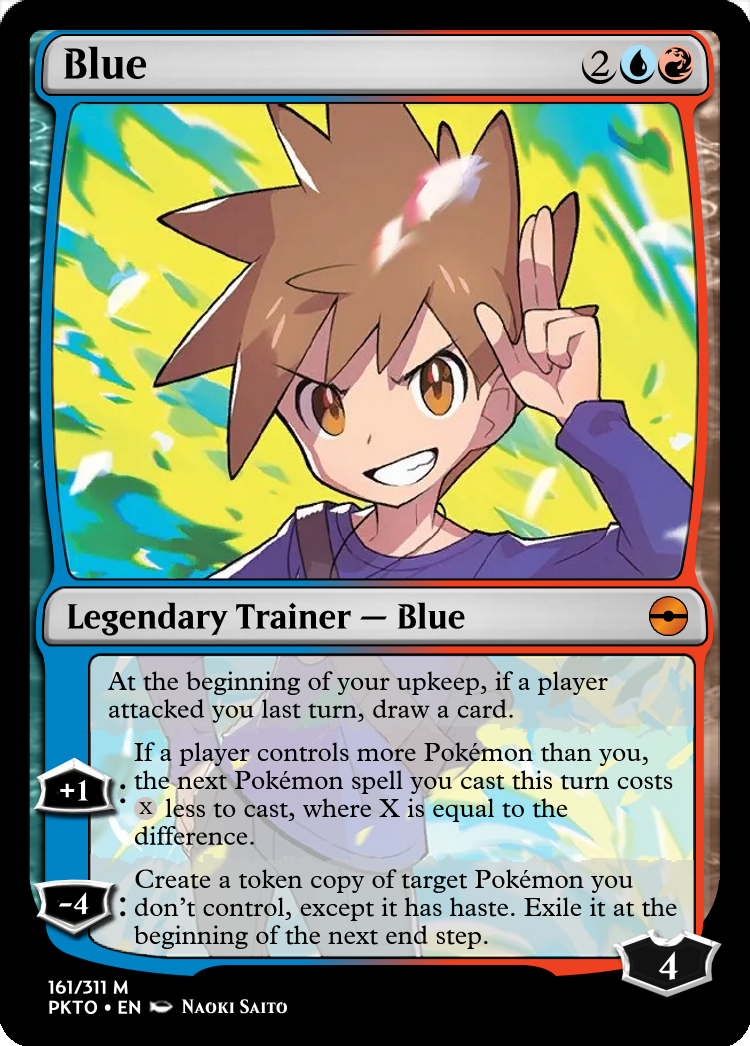 Blue 2
Legendary Trainer — Blue
At the beginning of your upkeep, if a player
attacked you last turn, draw a card.
+1: If a player controls more Pokémon than you,
the next Pokémon spell you cast this turn costs
X less to cast, where X is equal to the
difference.
-4: Create a token copy of target Pokémon you
don't control, except it has haste. Exile it at the
beginning of the next end step.
4
161/311 M
PKTO • EN Naoki Saito